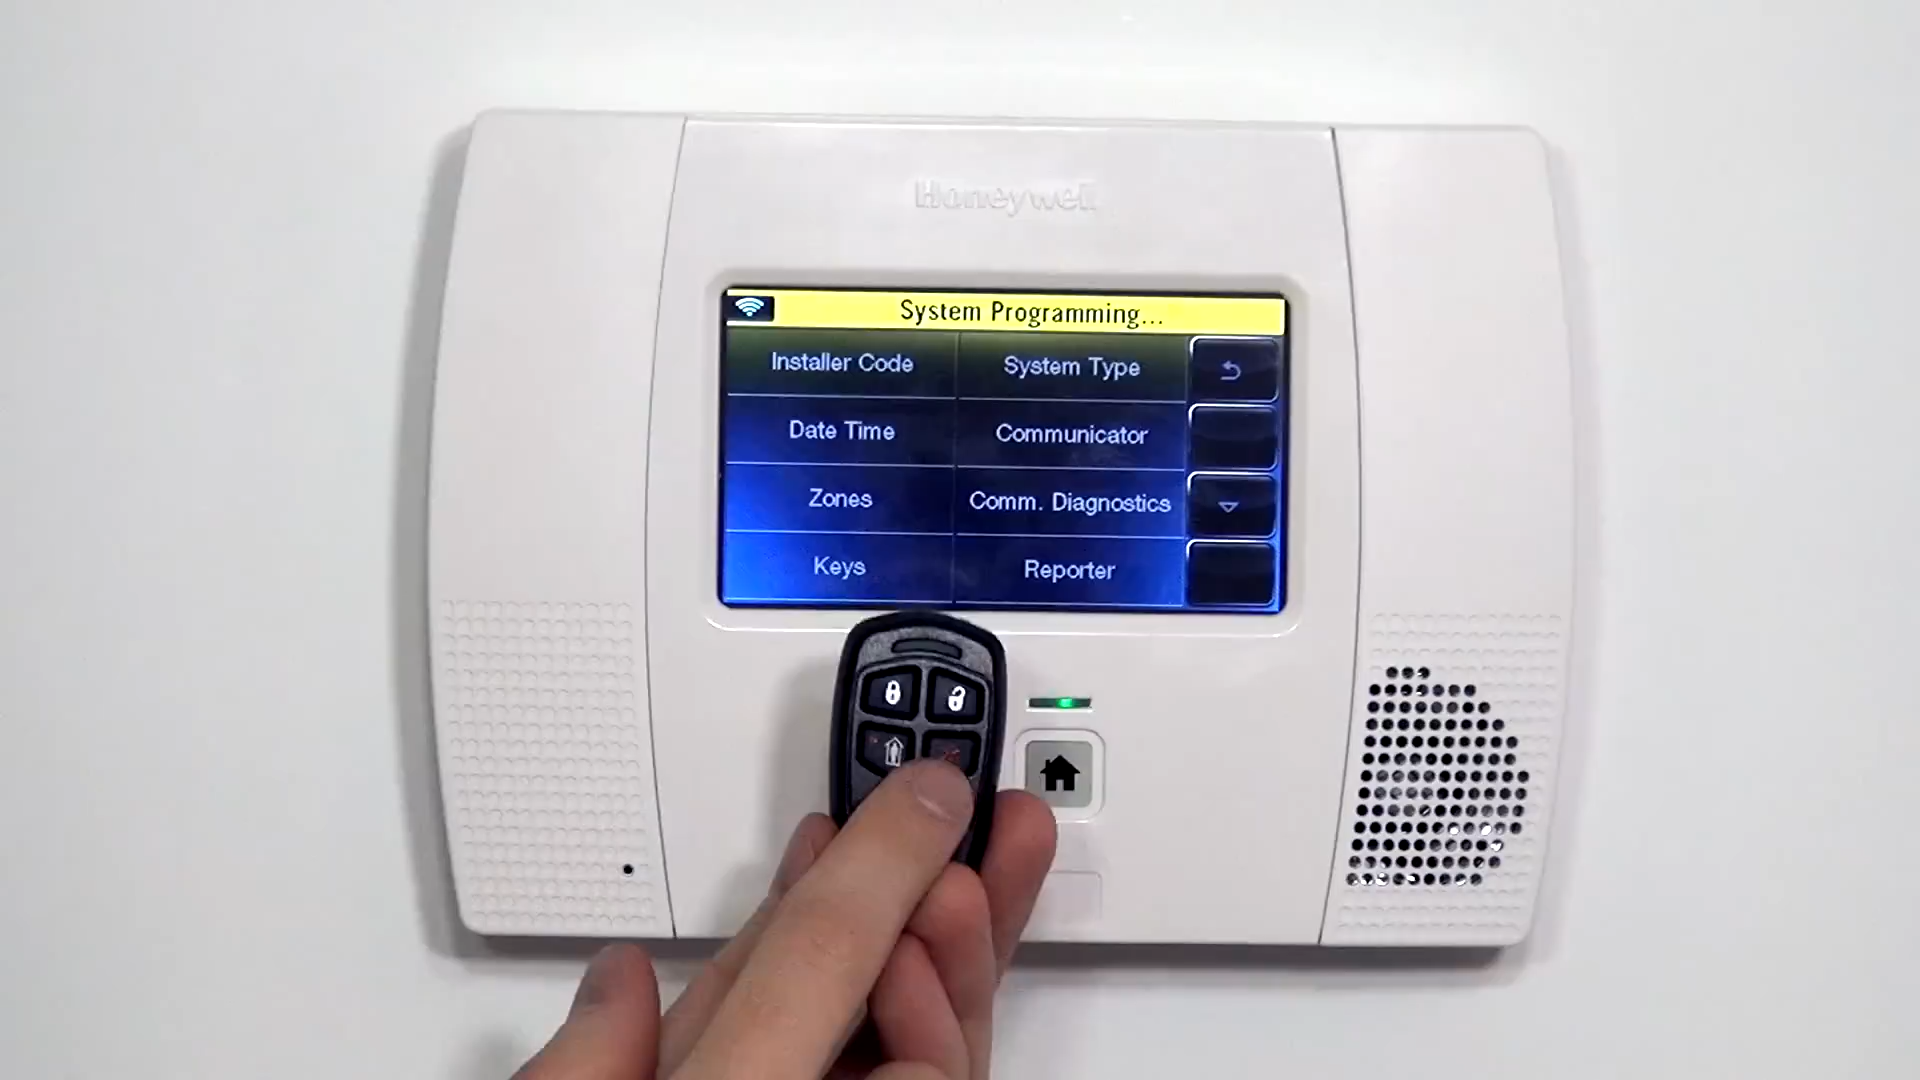 Honeywell
System Programming...
Installer Code
System Type
Date Time
Communicator
Zones
Comm. Diagnostics
Keys
Reporter